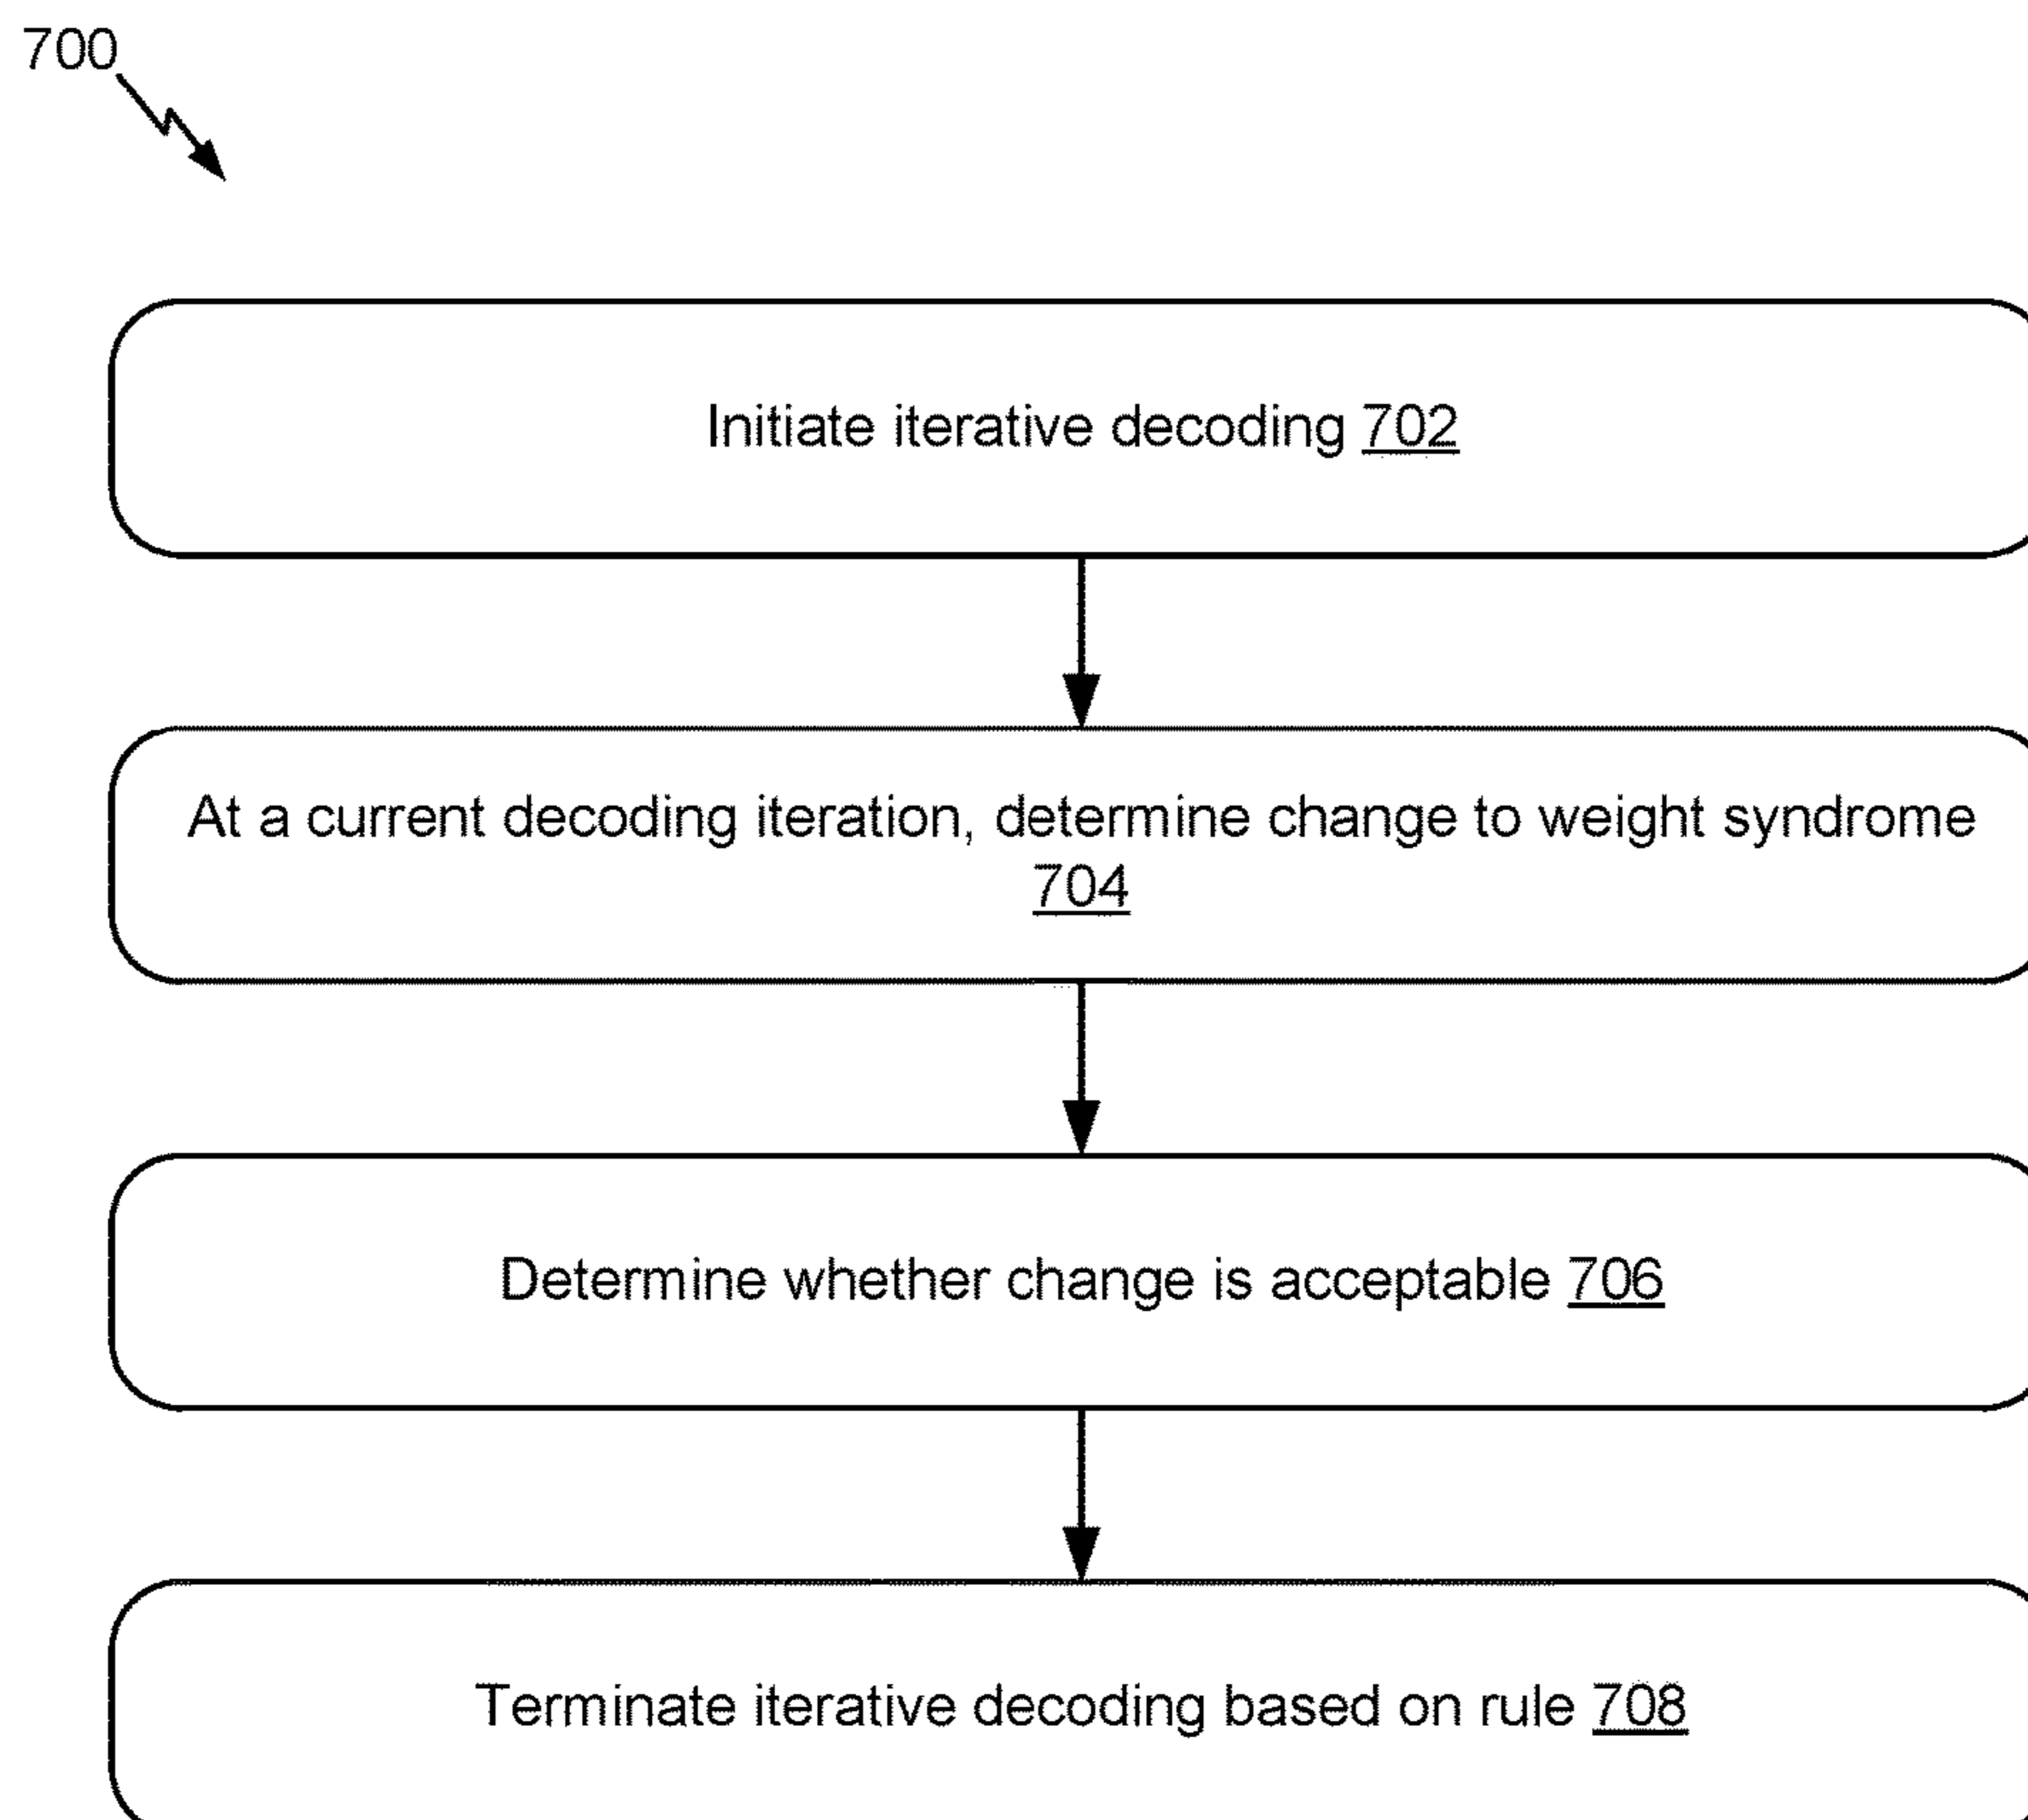 700
Initiate iterative decoding 702
At a current decoding iteration, determine change to weight syndrome
704
Determine whether change is acceptable 706
Terminate iterative decoding based on rule 708